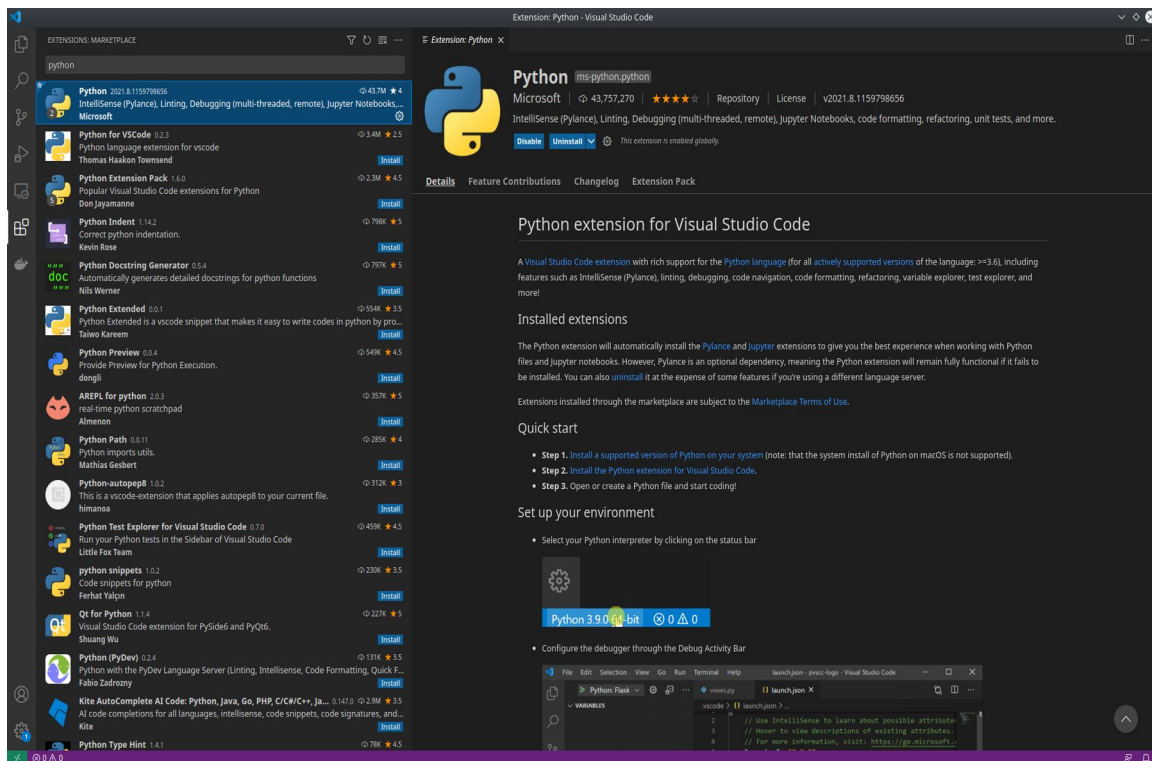 Extension: Python - Visual Studio Code
EXTENSIONS: MARKETPLACE
python
Python 2021.8.1159798656 43.7M ★ 4
IntelliSense (Pylance), Linting, Debugging (multi-threaded, remote), Jupyter Notebooks,...
Microsoft
2
Python for VSCode 0.2.3 3.4M ★ 2.5
Python language extension for vscode
Thomas Haakon Townsend Install
Python Extension Pack 1.6.0 2.3M ★ 4.5
Popular Visual Studio Code extensions for Python
Don Jayamanne Install
5
Python Indent 1.14.2 798K ★ 5
Correct python indentation.
Kevin Rose Install
Python Docstring Generator 0.5.4 797K ★ 5
Automatically generates detailed docstrings for python functions
Nils Werner Install
"""
doc
"""
Python Extended 0.0.1 554K ★ 3.5
Python Extended is a vscode snippet that makes it easy to write codes in python by pro...
Taiwo Kareem Install
Python Preview 0.0.4 549K ★ 4.5
Provide Preview for Python Execution.
dongli Install
AREPL for python 2.0.3 357K ★ 5
real-time python scratchpad
Almenon Install
Python Path 0.0.11 285K ★ 4
Python imports utils.
Mathias Gesbert Install
Python-autopep8 1.0.2 312K ★ 3
This is a vscode-extension that applies autopep8 to your current file.
himanoa Install
Python Test Explorer for Visual Studio Code 0.7.0 459K ★ 4.5
Run your Python tests in the Sidebar of Visual Studio Code
Little Fox Team Install
python snippets 1.0.2 230K ★ 3.5
Code snippets for python
Ferhat Yalçın Install
Qt for Python 1.1.4 227K ★ 5
Visual Studio Code extension for PySide6 and PyQt6.
Shuang Wu Install
Qt
Python (PyDev) 0.2.4 131K ★ 3.5
Python with the PyDev Language Server (Linting, Intellisense, Code Formatting, Quick F...
Fabio Zadrozny Install
Kite AutoComplete AI Code: Python, Java, Go, PHP, C/C#/C++, Ja... 0.147.0 2.9M ★ 3.5
AI code completions for all languages, intellisense, code snippets, code signatures, and...
Kite Install
Python Type Hint 1.4.1 78K ★ 4.5
1
0 0
Extension: Python
Python ms-python.python
Microsoft 43,757,270 ★★★★☆ Repository License v2021.8.1159798656
IntelliSense (Pylance), Linting, Debugging (multi-threaded, remote), Jupyter Notebooks, code formatting, refactoring, unit tests, and more.
Disable Uninstall This extension is enabled globally.
Details Feature Contributions Changelog Extension Pack
Python extension for Visual Studio Code
A Visual Studio Code extension with rich support for the Python language (for all actively supported versions of the language: >=3.6), including
features such as IntelliSense (Pylance), linting, debugging, code navigation, code formatting, refactoring, variable explorer, test explorer, and
more!
Installed extensions
The Python extension will automatically install the Pylance and Jupyter extensions to give you the best experience when working with Python
files and Jupyter notebooks. However, Pylance is an optional dependency, meaning the Python extension will remain fully functional if it fails to
be installed. You can also uninstall it at the expense of some features if you're using a different language server.
Extensions installed through the marketplace are subject to the Marketplace Terms of Use.
Quick start
• Step 1. Install a supported version of Python on your system (note: that the system install of Python on macOS is not supported).
• Step 2. Install the Python extension for Visual Studio Code.
• Step 3. Open or create a Python file and start coding!
Set up your environment
• Select your Python interpreter by clicking on the status bar
Python 3.9.0 64-bit 0 0
• Configure the debugger through the Debug Activity Bar
File Edit Selection View Go Run Terminal Help launch.json - pvscc-logo - Visual Studio Code
Python: Flask views.py launch.json
VARIABLES .vscode > launch.json > ...
2 // Use IntelliSense to learn about possible attribute
3 // Hover to view descriptions of existing attributes.
4 // For more information, visit: https://go.microsoft.